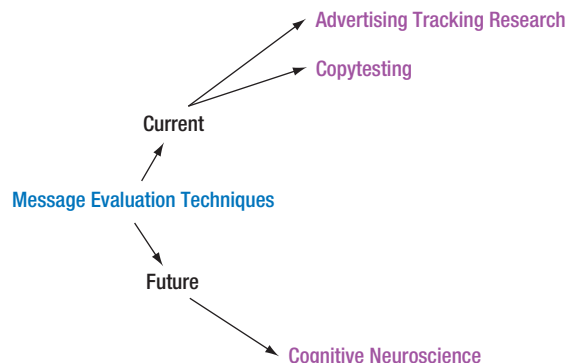 Advertising Tracking Research
Copytesting
Current
Message Evaluation Techniques
Future
Cognitive Neuroscience